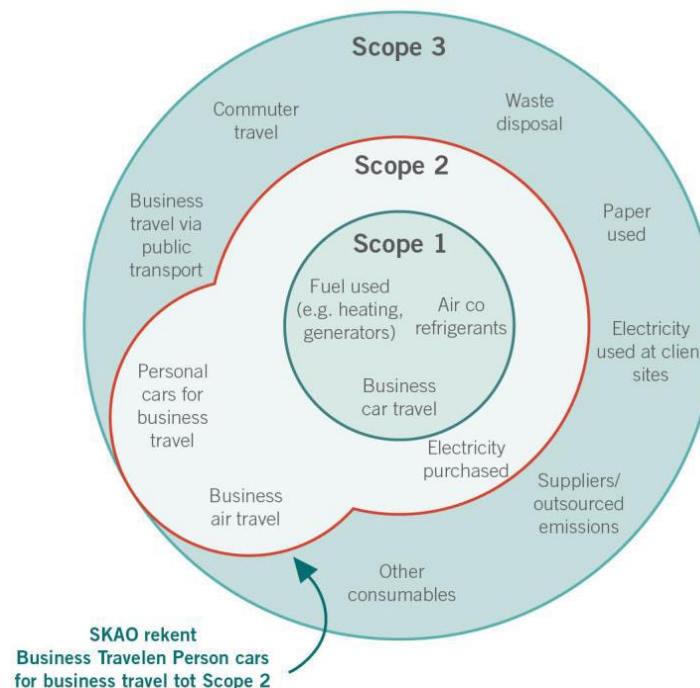 Scope 3
Commuter
travel
Waste
disposal
Scope 2
Business
travel via
public
transport
Paper
used
Scope 1
Fuel used
(e.g. heating,
generators)
Air co
refrigerants
Electricity
used at client
sites
Personal
cars for
business
travel
Business
car travel
Electricity
purchased
Business
air travel
Suppliers/
outsourced
emissions
Other
consumables
SKAO rekent
Business Travelen Person cars
for business travel tot Scope 2